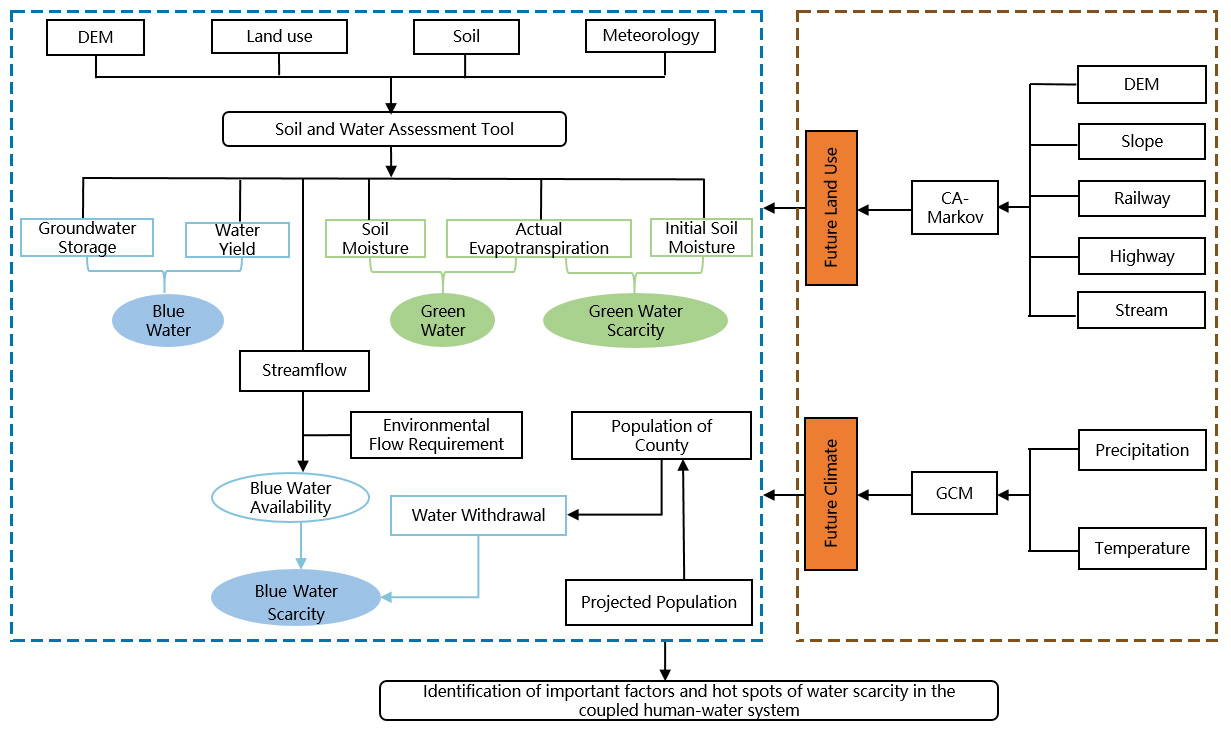 DEM
Land use
Soil
Meteorology
Soil and Water Assessment Tool
Groundwater
Storage
Water
Yield
Soil
Moisture
Actual
Evapotranspiration
Initial Soil
Moisture
Blue
Water
Green
Water
Green Water
Scarcity
Streamflow
Environmental
Flow Requirement
Population of
County
Blue Water
Availability
Water Withdrawal
Blue Water
Scarcity
Projected Population
Future Land Use
CA-
Markov
DEM
Slope
Railway
Highway
Stream
Future Climate
GCM
Precipitation
Temperature
Identification of important factors and hot spots of water scarcity in the
coupled human-water system